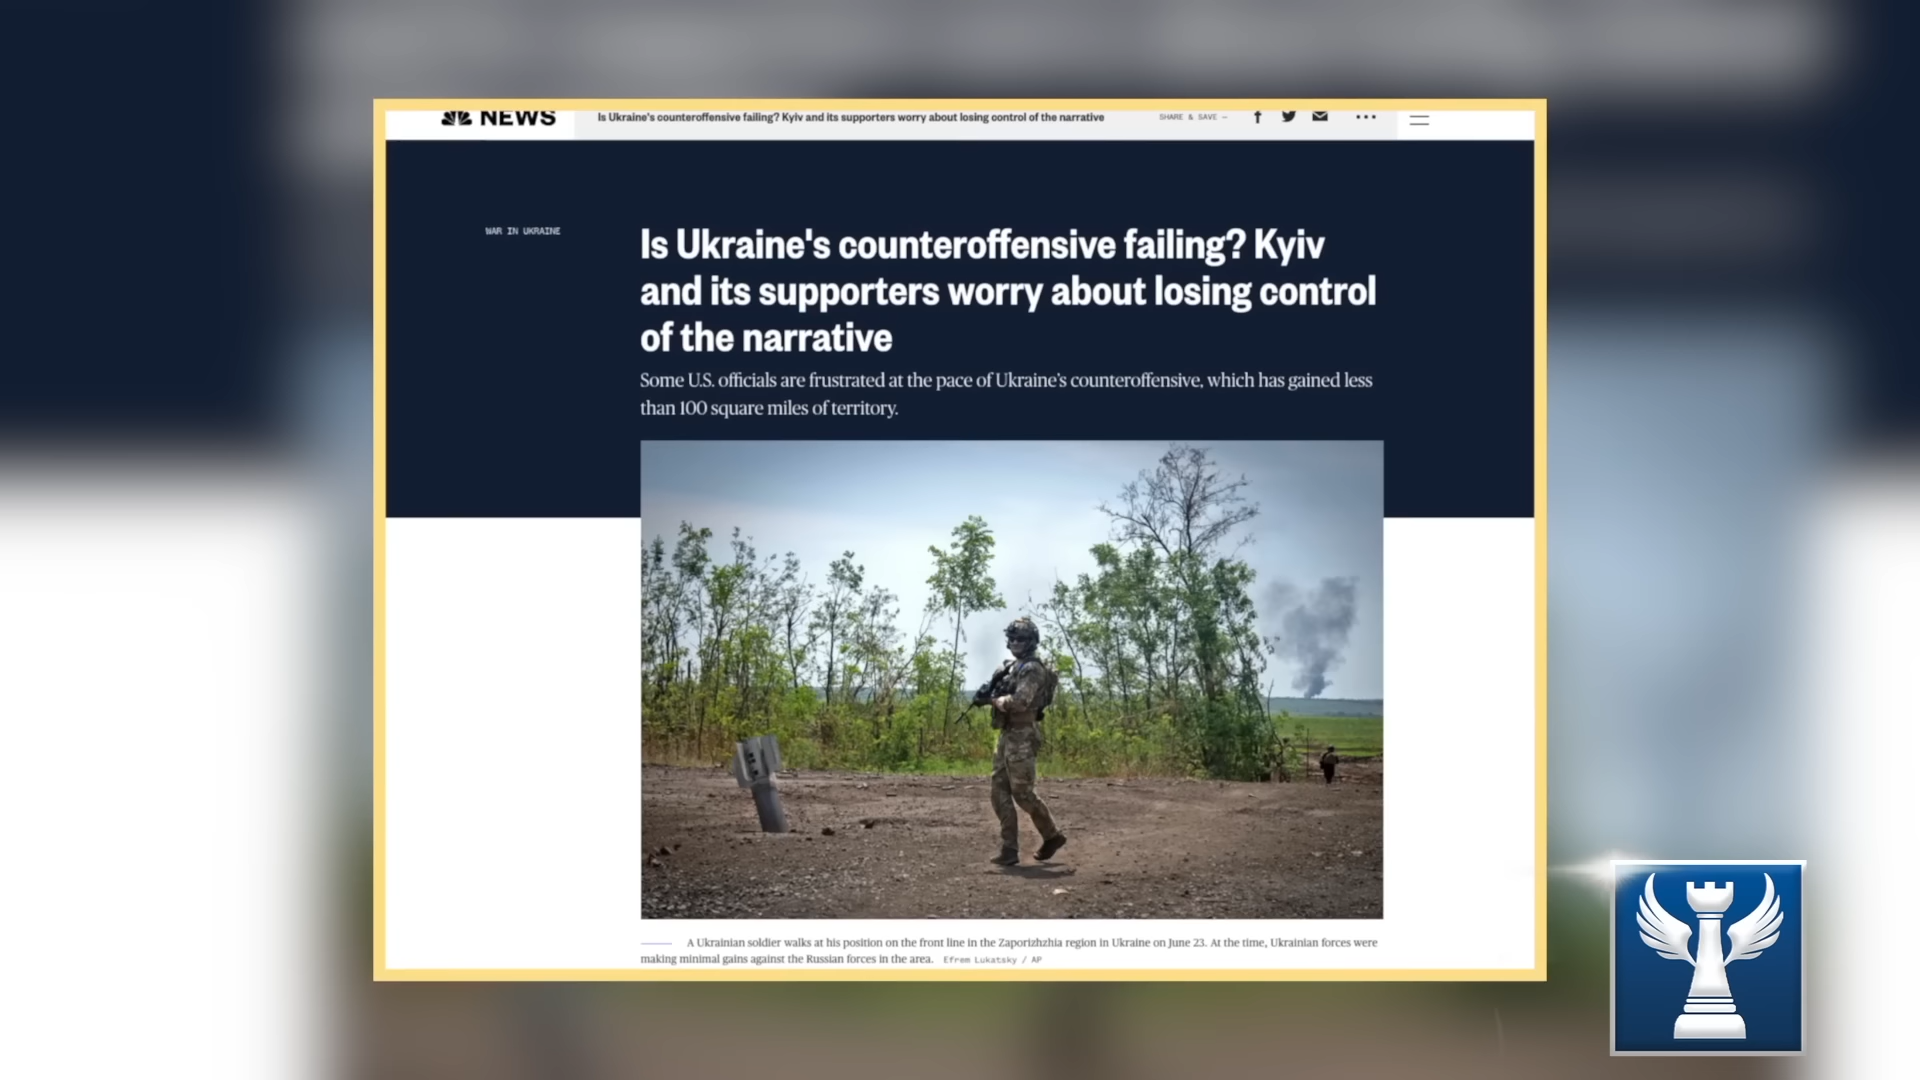 NEWS
Is Ukraine's counteroffensive failing? Kyiv and its supporters worry about losing control of the narrative
SHARE & SAVE —
WAR IN UKRAINE
Is Ukraine's counteroffensive failing? Kyiv
and its supporters worry about losing control
of the narrative
Some U.S. officials are frustrated at the pace of Ukraine's counteroffensive, which has gained less
than 100 square miles of territory.
A Ukrainian soldier walks at his position on the front line in the Zaporizhzhia region in Ukraine on June 23. At the time, Ukrainian forces were
making minimal gains against the Russian forces in the area. Efrem Lukatsky / AP